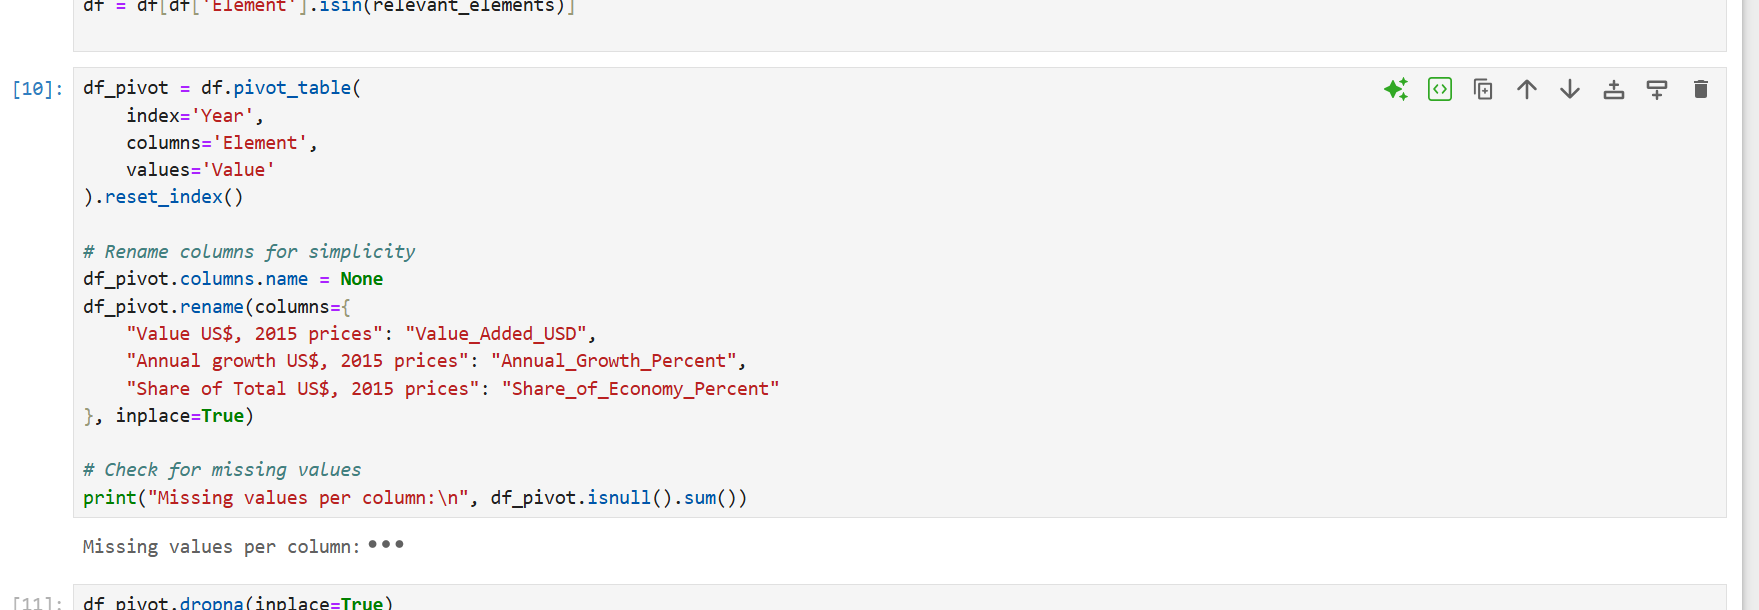 df = df[df['Element'].isin(relevant_elements)]
[10]:
df_pivot = df.pivot_table(
    index='Year',
    columns='Element',
    values='Value'
).reset_index()
# Rename columns for simplicity
df_pivot.columns.name = None
df_pivot.rename(columns={
    "Value US$, 2015 prices": "Value_Added_USD",
    "Annual growth US$, 2015 prices": "Annual_Growth_Percent",
    "Share of Total US$, 2015 prices": "Share_of_Economy_Percent"
}, inplace=True)
# Check for missing values
print("Missing values per column:\n", df_pivot.isnull().sum())
Missing values per column:•••
[11]:
df_pivot.dropna(inplace=True)